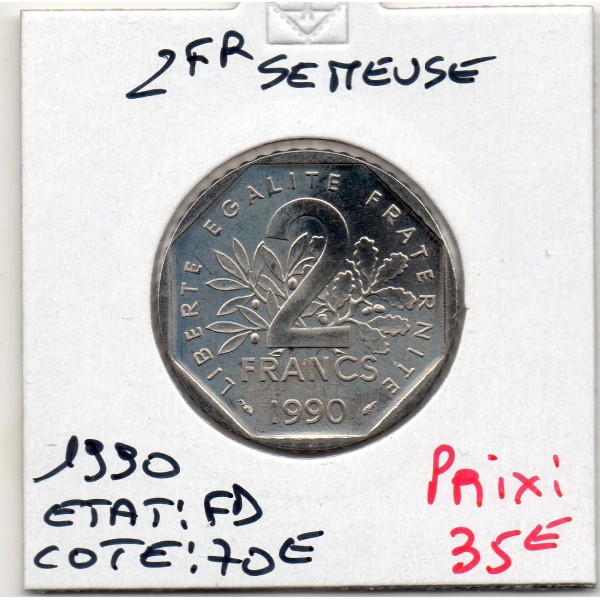 2FR SEMEUSE
LIBERTE EGALITE FRATERNITE
2
FRANCS
1990
1990
ETAT: FD
COTE: 70€
Prix:
35€